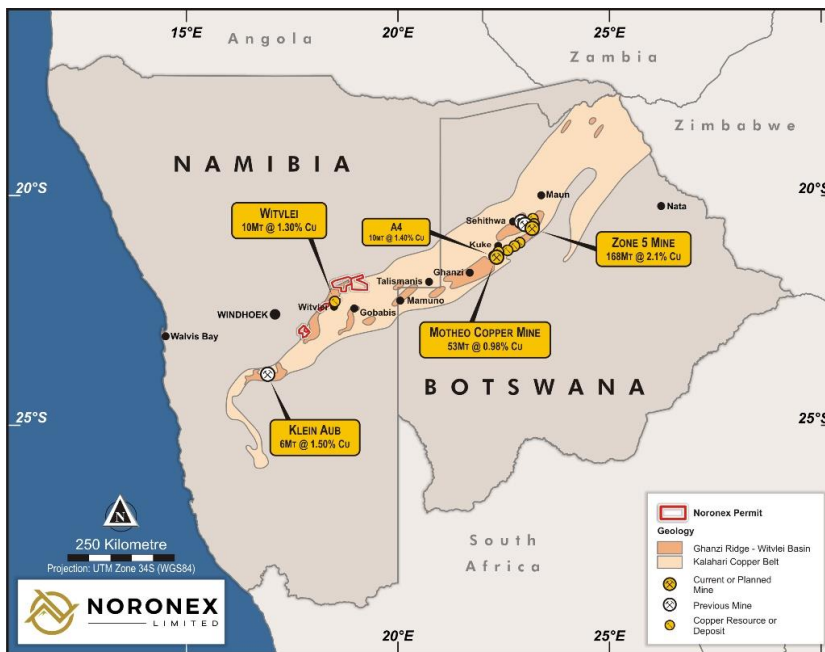 15°E
20°E
25°E
Angola
Zambia
Zimbabwe
NAMIBIA
20°S
20°S
Maun
Nata
WITVLEI
10MT @ 1.30% CU
A4
10MT @ 1.40% CU
Sehithwa
Kuke
ZONE 5 MINE
168MT @ 2.1% CU
Ghanzi
Talismanis
Mamuno
WINDHOEK
Witvlei
Gobabis
Walvis Bay
MOTHEO COPPER MINE
53MT @ 0.98% CU
BOTSWANA
25°S
25°S
KLEIN AUB
6MT @ 1.50% CU
N
250 Kilometre
Projection: UTM Zone 34S (WGS84)
South
Africa
NORONEX
LIMITED
Noronex Permit
Geology
Ghanzi Ridge - Witvlei Basin
Kalahari Copper Belt
Current or Planned
Mine
Previous Mine
Copper Resource or
Deposit
15°E
20°E
25°E